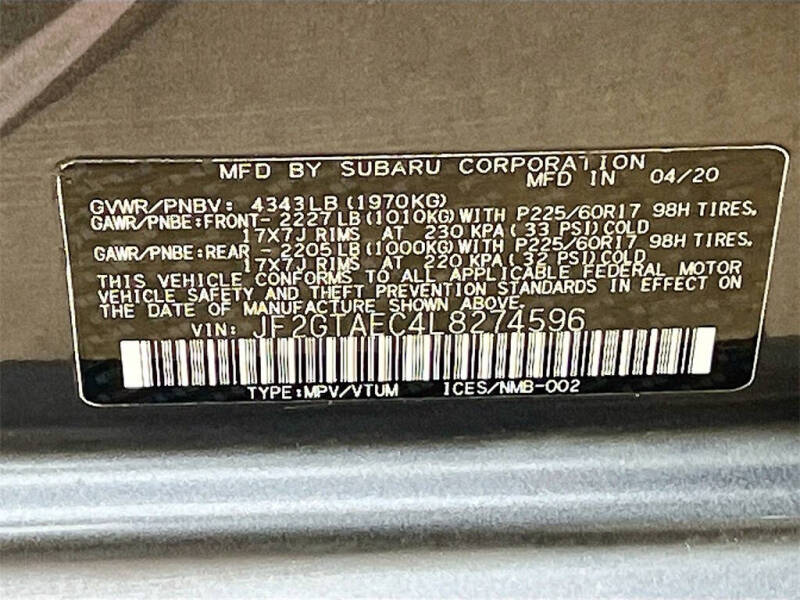 MFD BY SUBARU CORPORATION
MFD IN 04/20
GVWR/PNBV: 4343LB (1970KG)
GAWR/PNBE:FRONT- 2227LB(1010KG)WITH P225/60R17 98H TIRES.
17X7J RIMS AT 230 KPA( 33 PSI)COLD
GAWR/PNBE:REAR - 2205LB(1000KG)WITH P225/60R17 98H TIRES.
17X7J RIMS AT 220 KPA( 32 PSI)COLD
THIS VEHICLE CONFORMS TO ALL APPLICABLE FEDERAL MOTOR
VEHICLE SAFETY AND THEFT PREVENTION STANDARDS IN EFFECT ON
THE DATE OF MANUFACTURE SHOWN ABOVE.
VIN: JF2GTAEC4L8274596
TYPE:MPV/VTUM ICES/NMB-002